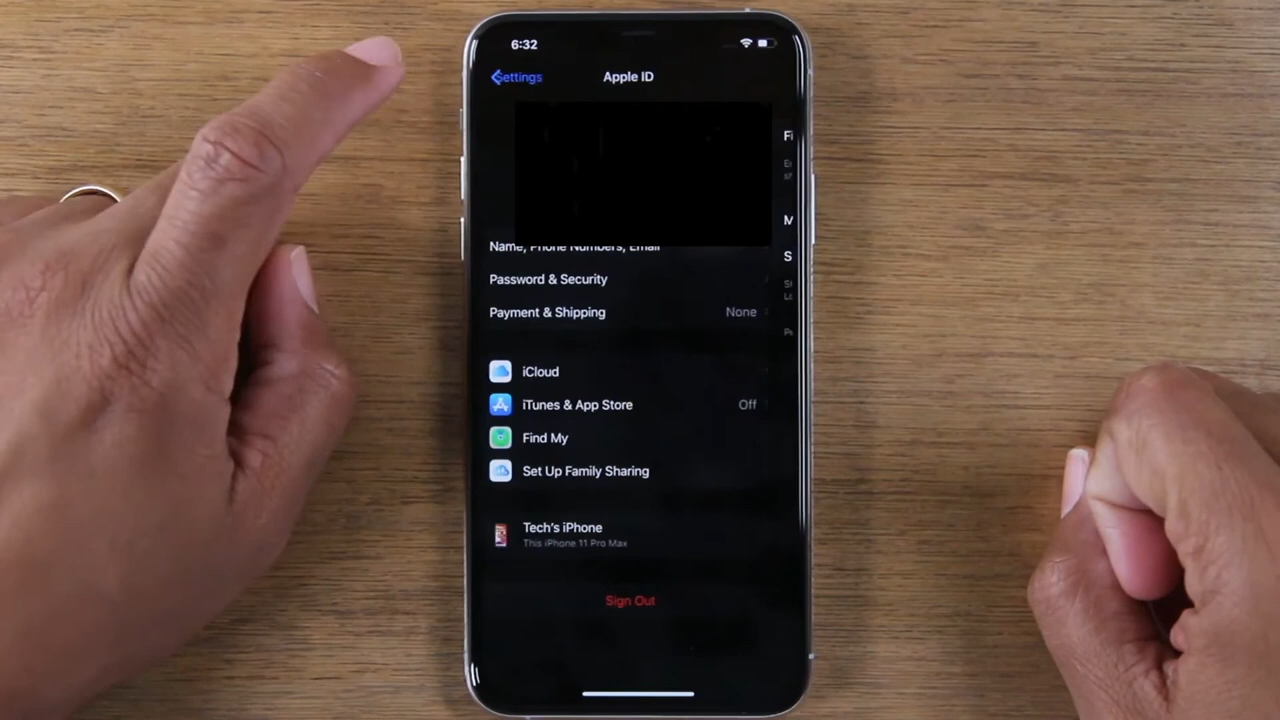 6:32
Settings
Apple ID
Fi
M
S
Name, Phone Numbers, Email
Password & Security
Payment & Shipping None
iCloud
iTunes & App Store Off
Find My
Set Up Family Sharing
Tech's iPhone
This iPhone 11 Pro Max
Sign Out